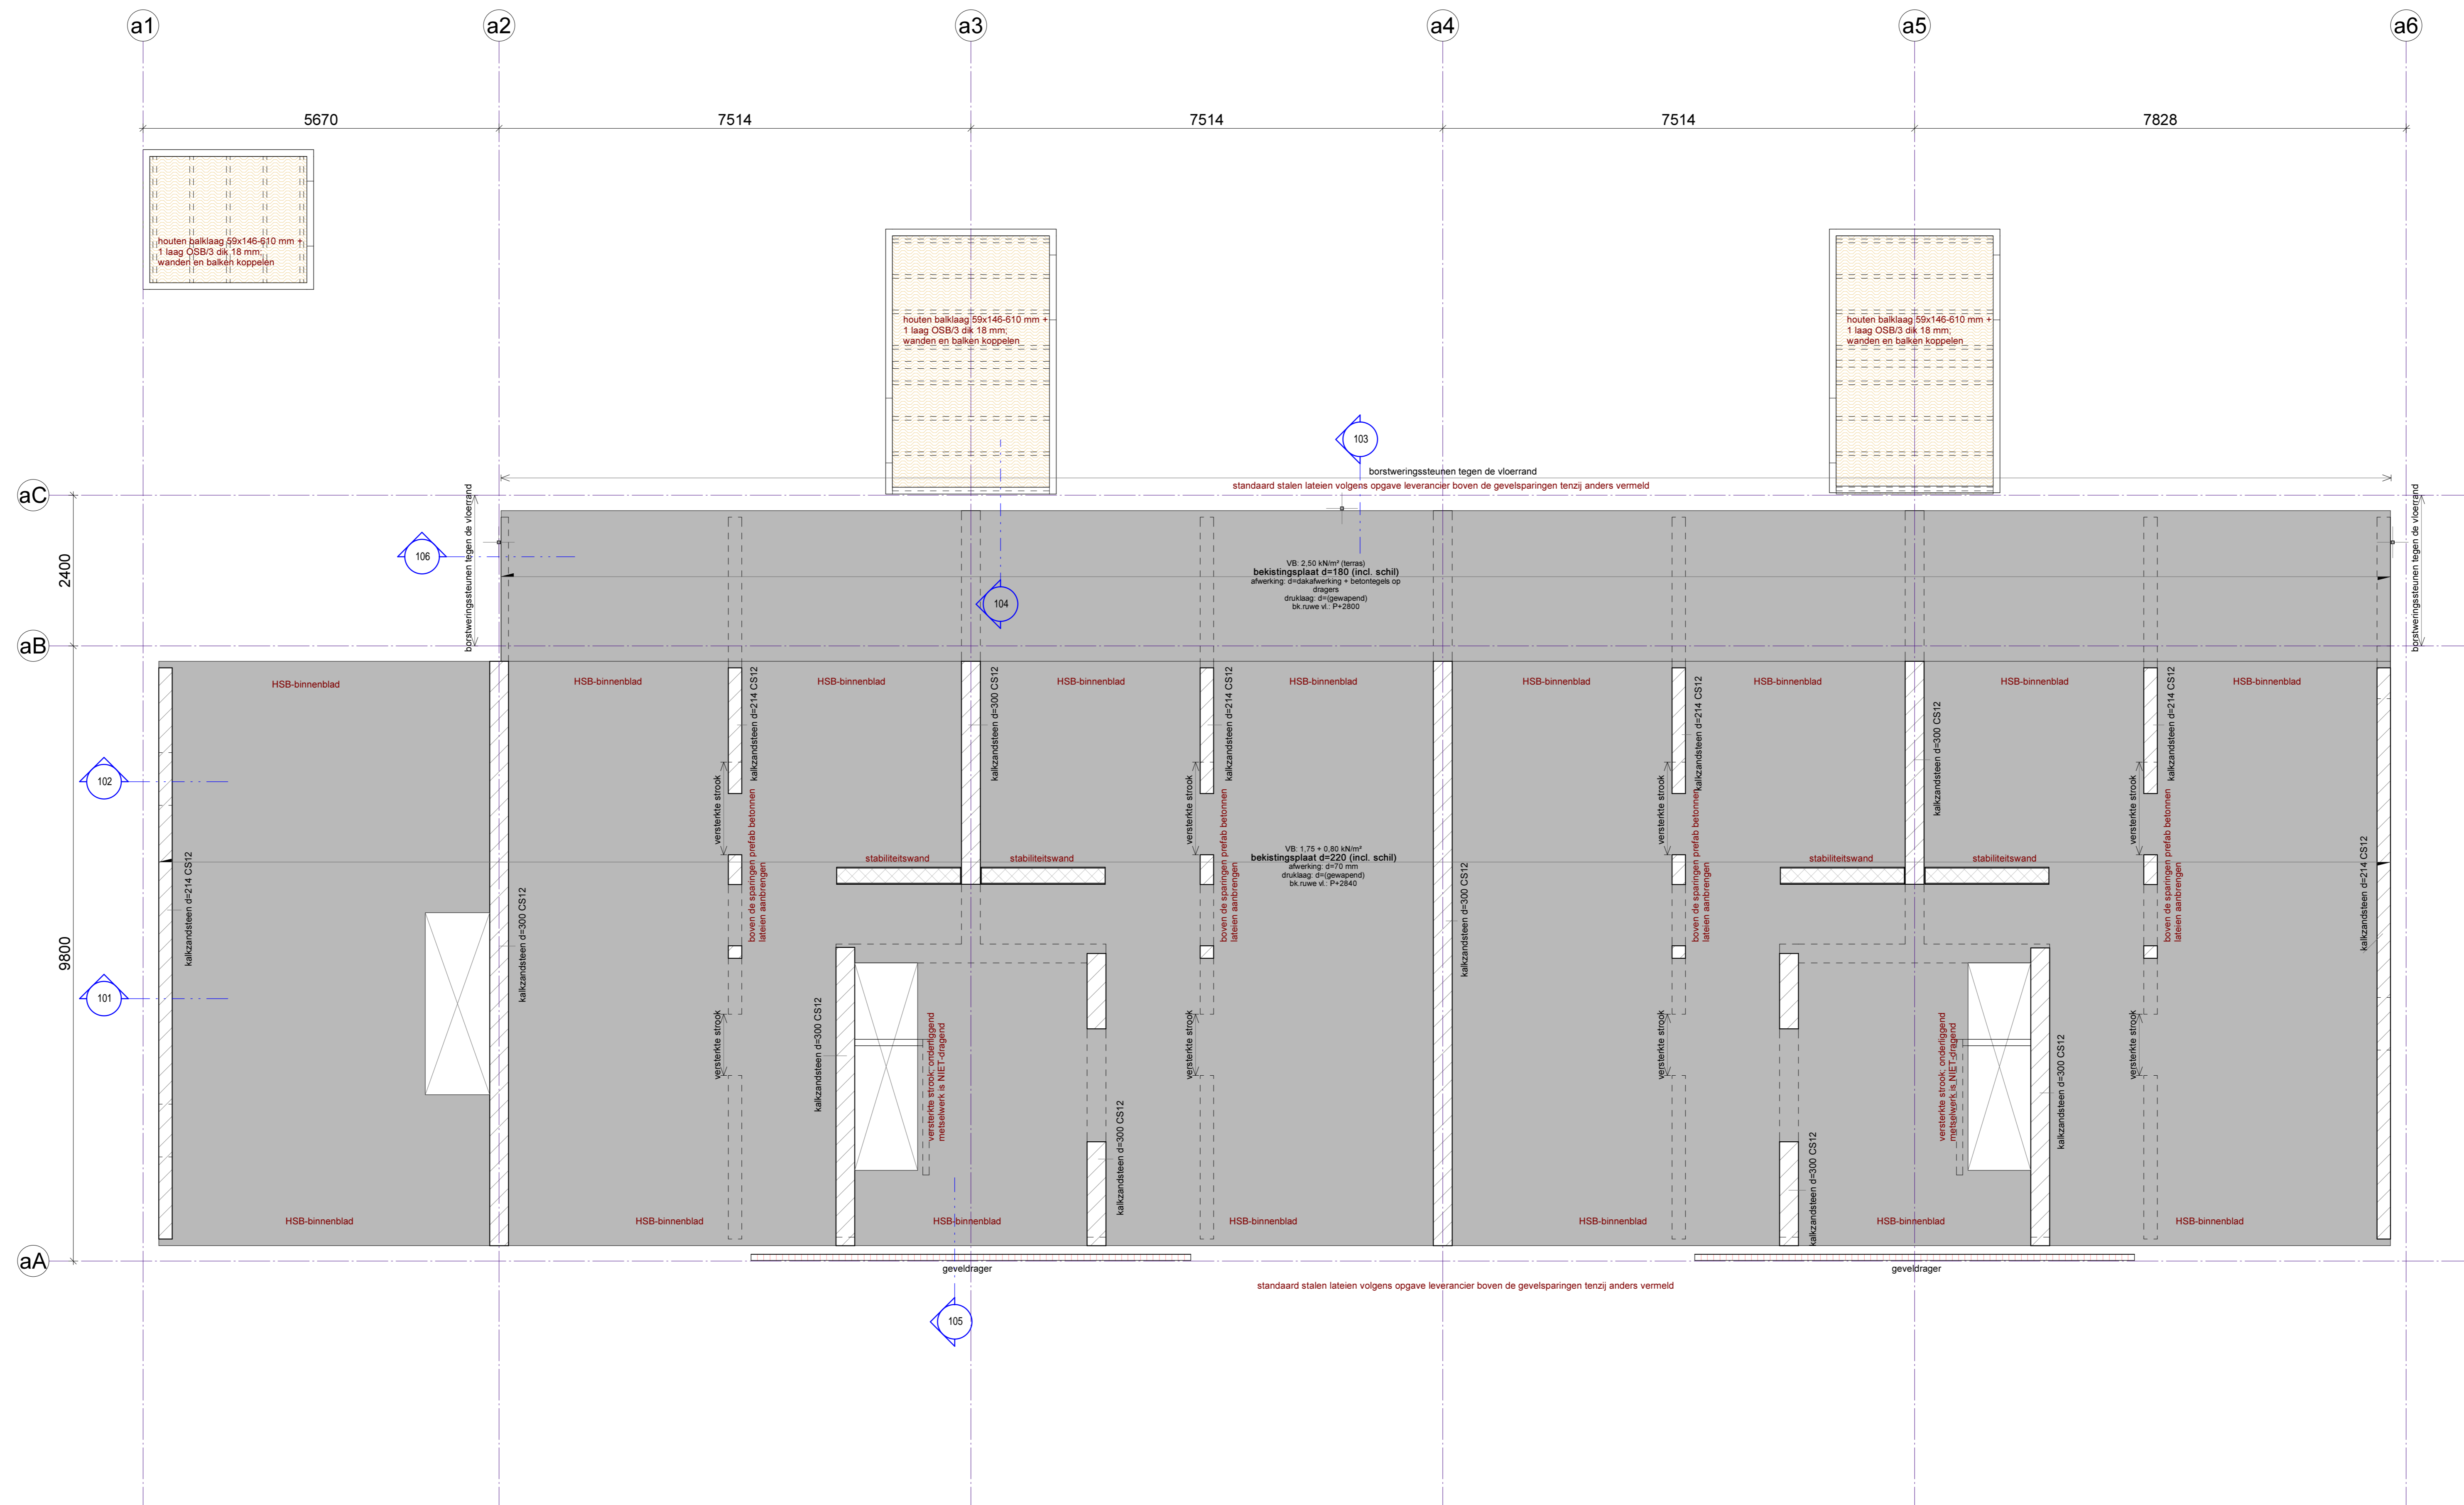 a1
a2
a3
a4
a5
a6
5670
7514
7514
7514
7828
houten balklaag 59x146-610 mm +
1 laag OSB/3 dik 18 mm;
wanden en balken koppelen
houten balklaag 59x146-610 mm +
1 laag OSB/3 dik 18 mm;
wanden en balken koppelen
houten balklaag 59x146-610 mm +
1 laag OSB/3 dik 18 mm;
wanden en balken koppelen
103
borstweringssteunen tegen de vloerrand
standaard stalen lateien volgens opgave leverancier boven de gevelsparingen tenzij anders vermeld
aC
borstweringssteunen tegen de vloerrand
borstweringssteunen tegen de vloerrand
2400
106
104
VB: 2,50 kN/m² (terras)
bekistingsplaat d=180 (incl. schil)
afwerking: d=dakafwerking + betontegels op
dragers
druklaag: d=(gewapend)
bk.ruwe vl.: P+2800
aB
HSB-binnenblad
HSB-binnenblad
HSB-binnenblad
HSB-binnenblad
HSB-binnenblad
HSB-binnenblad
HSB-binnenblad
HSB-binnenblad
HSB-binnenblad
kalkzandsteen d=214 CS12
kalkzandsteen d=300 CS12
kalkzandsteen d=214 CS12
kalkzandsteen d=214 CS12
kalkzandsteen d=300 CS12
kalkzandsteen d=214 CS12
102
versterkte strook
versterkte strook
versterkte strook
versterkte strook
boven de sparingen prefab betonnen
lateien aanbrengen
boven de sparingen prefab betonnen
lateien aanbrengen
boven de sparingen prefab betonnen
lateien aanbrengen
boven de sparingen prefab betonnen
lateien aanbrengen
stabiliteitswand
stabiliteitswand
VB: 1,75 + 0,80 kN/m²
bekistingsplaat d=220 (incl. schil)
afwerking: d=70 mm
druklaag: d=(gewapend)
bk.ruwe vl.: P+2840
stabiliteitswand
stabiliteitswand
kalkzandsteen d=214 CS12
kalkzandsteen d=300 CS12
kalkzandsteen d=300 CS12
kalkzandsteen d=214 CS12
9800
101
versterkte strook
kalkzandsteen d=300 CS12
versterkte strook; onderliggend
metselwerk is NIET-dragend
versterkte strook
versterkte strook
versterkte strook; onderliggend
metselwerk is NIET-dragend
kalkzandsteen d=300 CS12
versterkte strook
kalkzandsteen d=300 CS12
kalkzandsteen d=300 CS12
HSB-binnenblad
HSB-binnenblad
HSB-binnenblad
HSB-binnenblad
HSB-binnenblad
HSB-binnenblad
HSB-binnenblad
aA
geveldrager
geveldrager
standaard stalen lateien volgens opgave leverancier boven de gevelsparingen tenzij anders vermeld
105